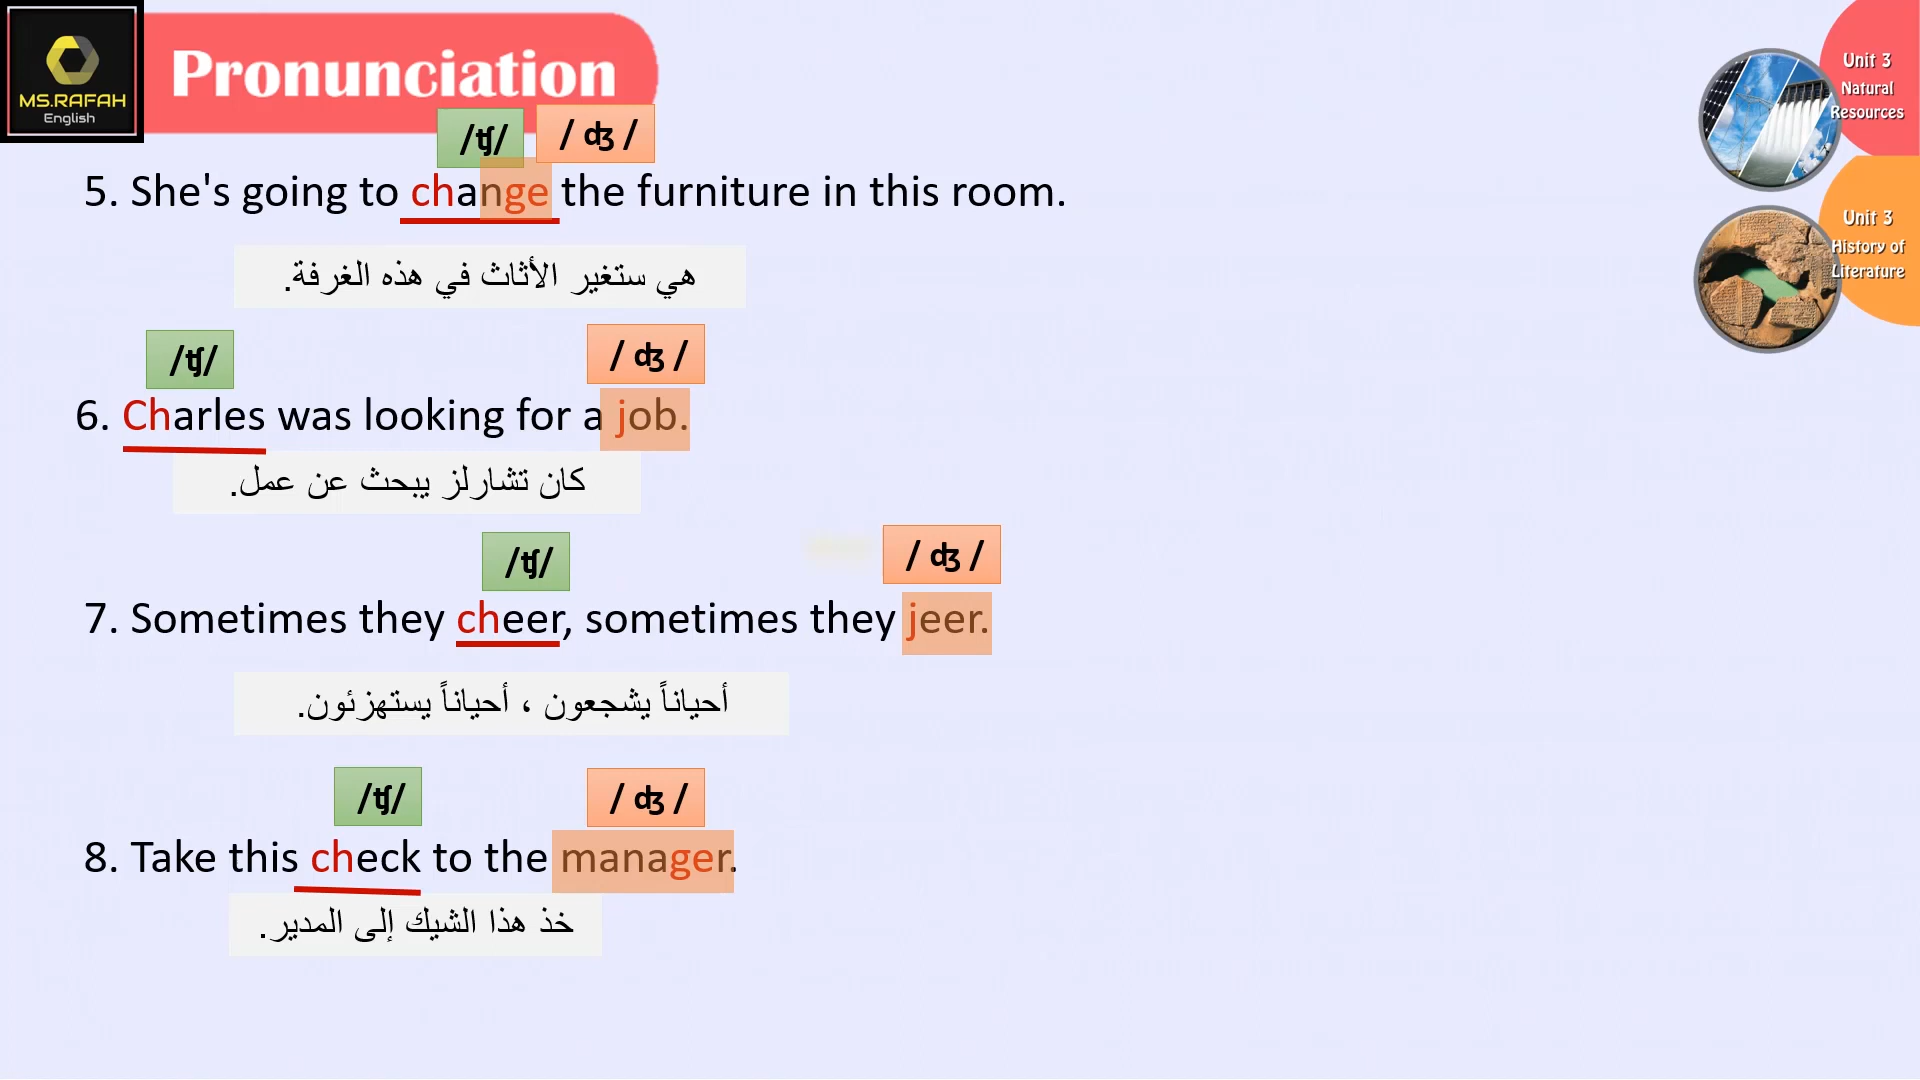 MS.RAFAH
English
Pronunciation
Unit 3
Natural
Resources
Unit 3
History of
Literature
/ʧ/ / ʤ /
5. She's going to change the furniture in this room.
هي ستغير الأثاث في هذه الغرفة.
/ʧ/ / ʤ /
6. Charles was looking for a job.
كان تشارلز يبحث عن عمل.
/ʧ/ / ʤ /
7. Sometimes they cheer, sometimes they jeer.
أحياناً يشجعون ، أحياناً يستهزئون.
/ʧ/ / ʤ /
8. Take this check to the manager.
خذ هذا الشيك إلى المدير.